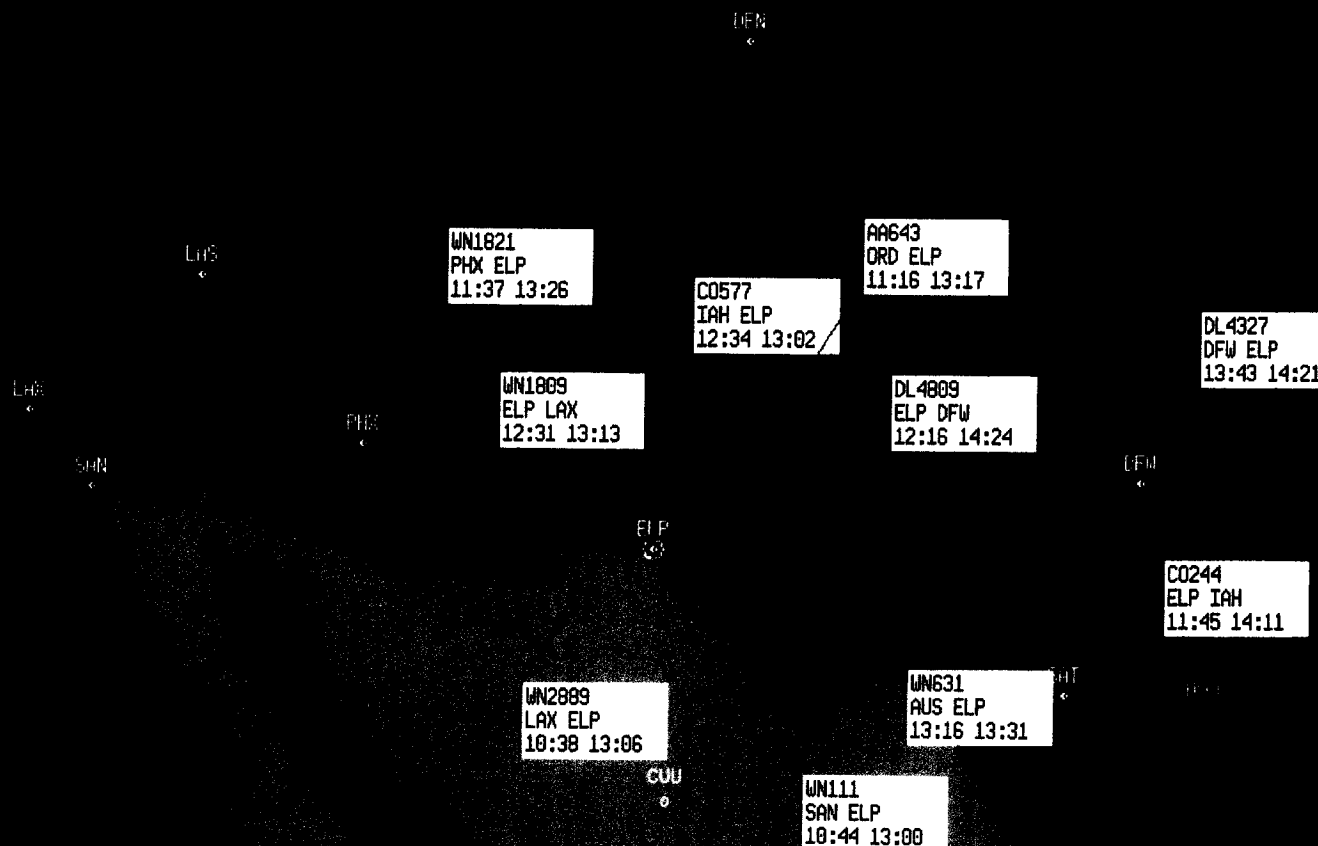 DEN
WN1821
PHX ELP
11:37 13:26
AA643
ORD ELP
11:16 13:17
LAS
CO577
IAH ELP
12:34 13:02
DL4327
DFW ELP
13:43 14:21
LAX
WN1809
ELP LAX
12:31 13:13
DL4809
ELP DFW
12:16 14:24
PHX
SAN
DFW
ELP
CO244
ELP IAH
11:45 14:11
WN2889
LAX ELP
10:38 13:06
WN631
AUS ELP
13:16 13:31
SAT
CUU
WN111
SAN ELP
10:44 13:00